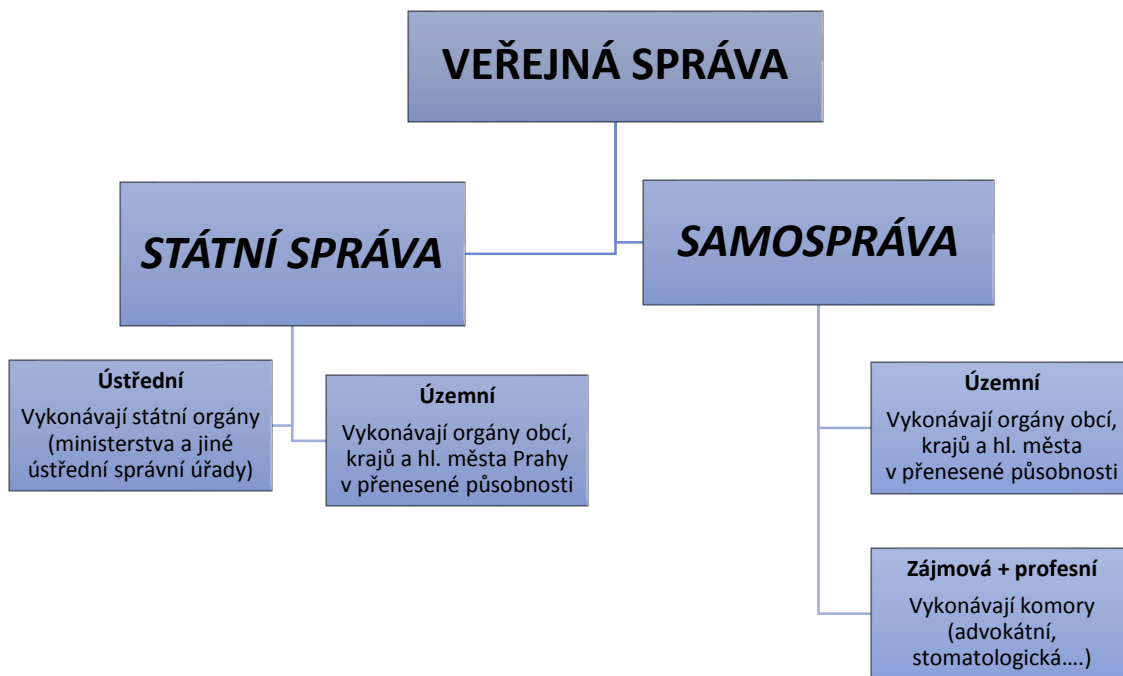 VEŘEJNÁ SPRÁVA
STÁTNÍ SPRÁVA
SAMOSPRÁVA
Ústřední
Vykonávají státní orgány
(ministerstva a jiné
ústřední správní úřady)
Územní
Vykonávají orgány obcí,
krajů a hl. města Prahy
v přenesené působnosti
Územní
Vykonávají orgány obcí,
krajů a hl. města
v přenesené působnosti
Zájmová + profesní
Vykonávají komory
(advokátní,
stomatologická....)